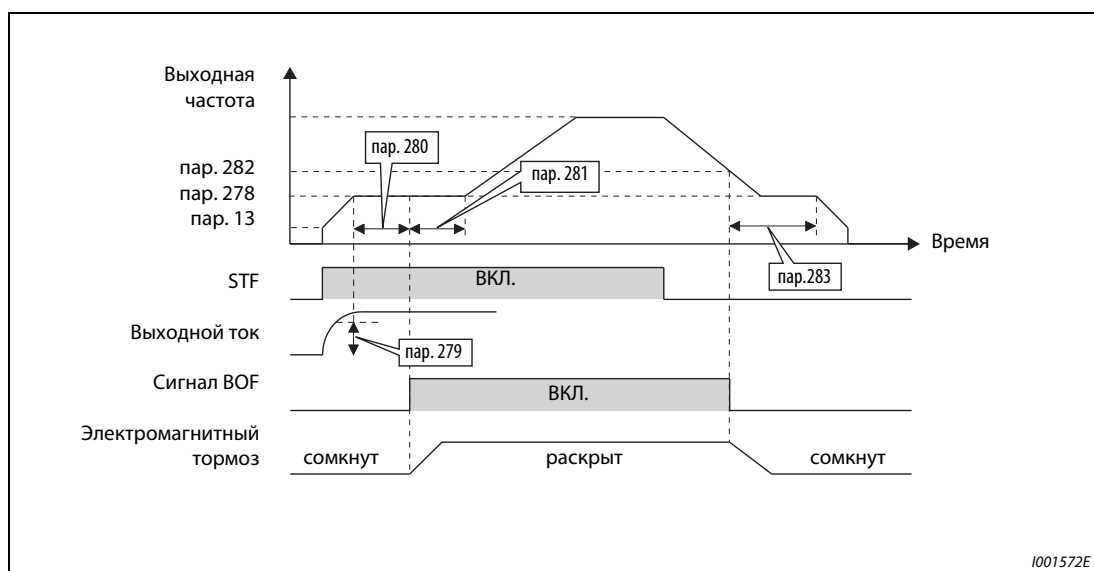 Выходная
частота
пар. 280
пар. 282
пар. 281
пар. 278
пар. 13
Время
пар.283
STF
ВКЛ.
Выходной ток
пар. 279
Сигнал BOF
ВКЛ.
Электромагнитный
тормоз
сомкнут
раскрыт
сомкнут
I001572E